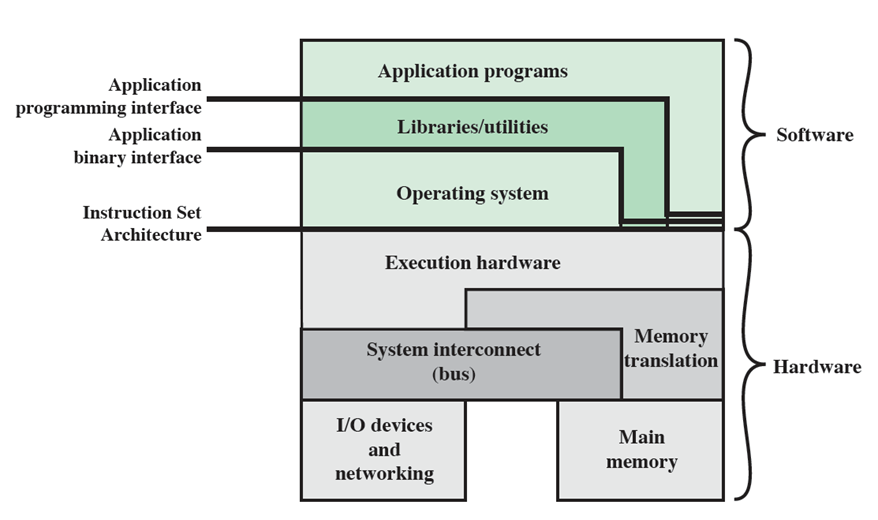 Application programs
Application
programming interface
Libraries/utilities
Application
binary interface
Software
Operating system
Instruction Set
Architecture
Execution hardware
Memory
translation
System interconnect
(bus)
Hardware
I/O devices
and
networking
Main
memory